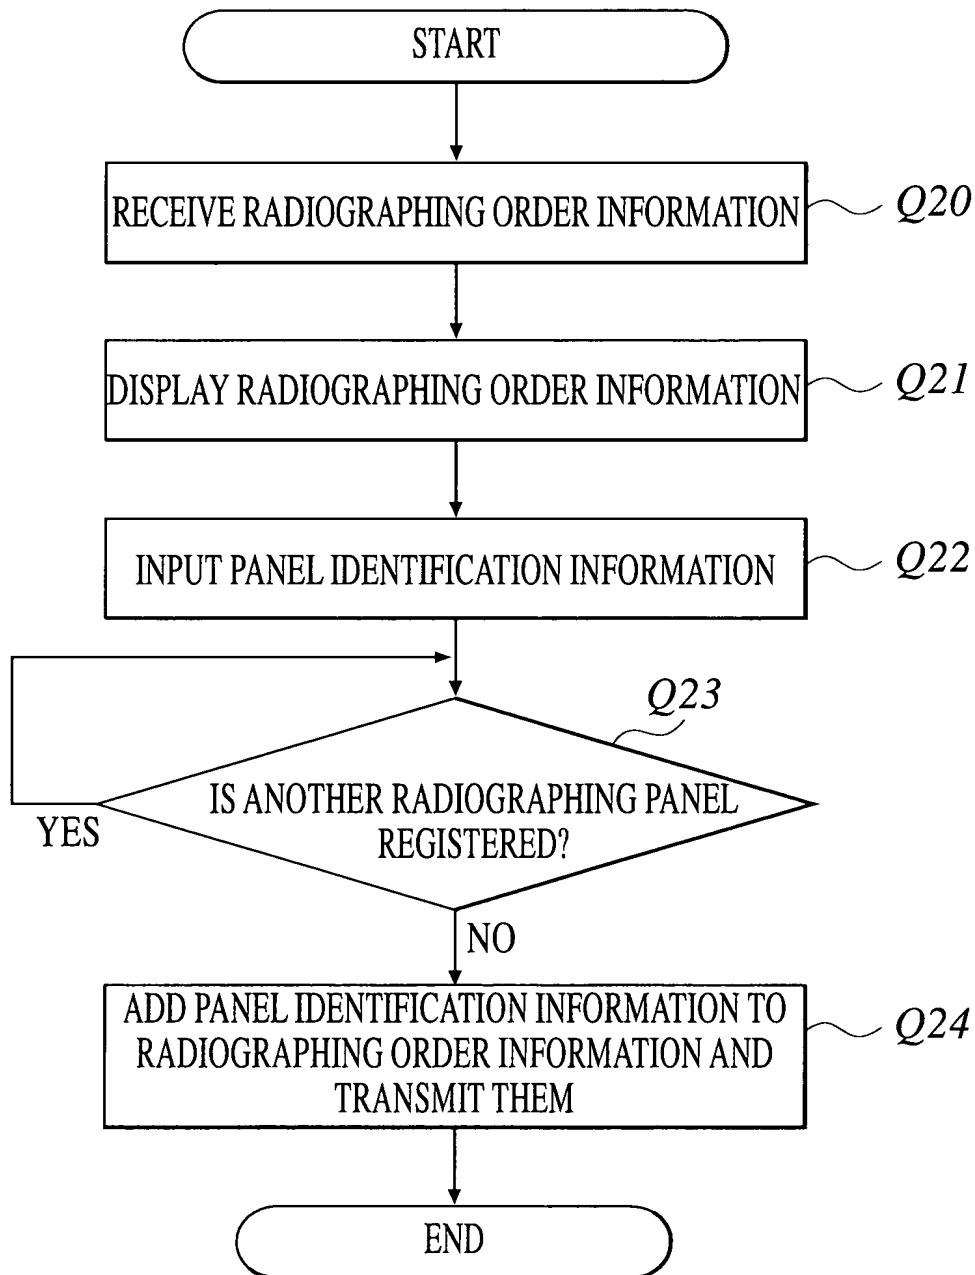 START
RECEIVE RADIOGRAPHING ORDER INFORMATION
Q20
DISPLAY RADIOGRAPHING ORDER INFORMATION
Q21
INPUT PANEL IDENTIFICATION INFORMATION
Q22
Q23
IS ANOTHER RADIOGRAPHING PANEL
REGISTERED?
YES
NO
ADD PANEL IDENTIFICATION INFORMATION TO
RADIOGRAPHING ORDER INFORMATION AND
TRANSMIT THEM
Q24
END